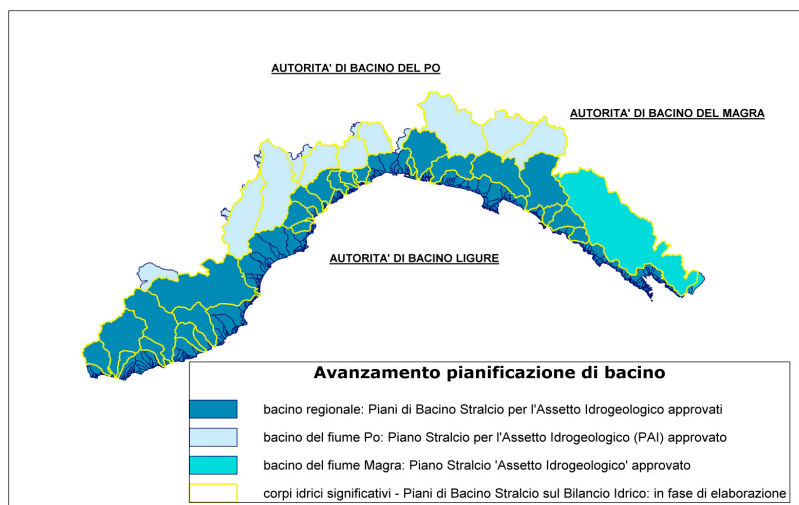 AUTORITA' DI BACINO DEL PO
AUTORITA' DI BACINO DEL MAGRA
AUTORITA' DI BACINO LIGURE
Avanzamento pianificazione di bacino
bacino regionale: Piani di Bacino Stralcio per l'Assetto Idrogeologico approvati
bacino del fiume Po: Piano Stralcio per l'Assetto Idrogeologico (PAI) approvato
bacino del fiume Magra: Piano Stralcio 'Assetto Idrogeologico' approvato
corpi idrici significativi - Piani di Bacino Stralcio sul Bilancio Idrico: in fase di elaborazione